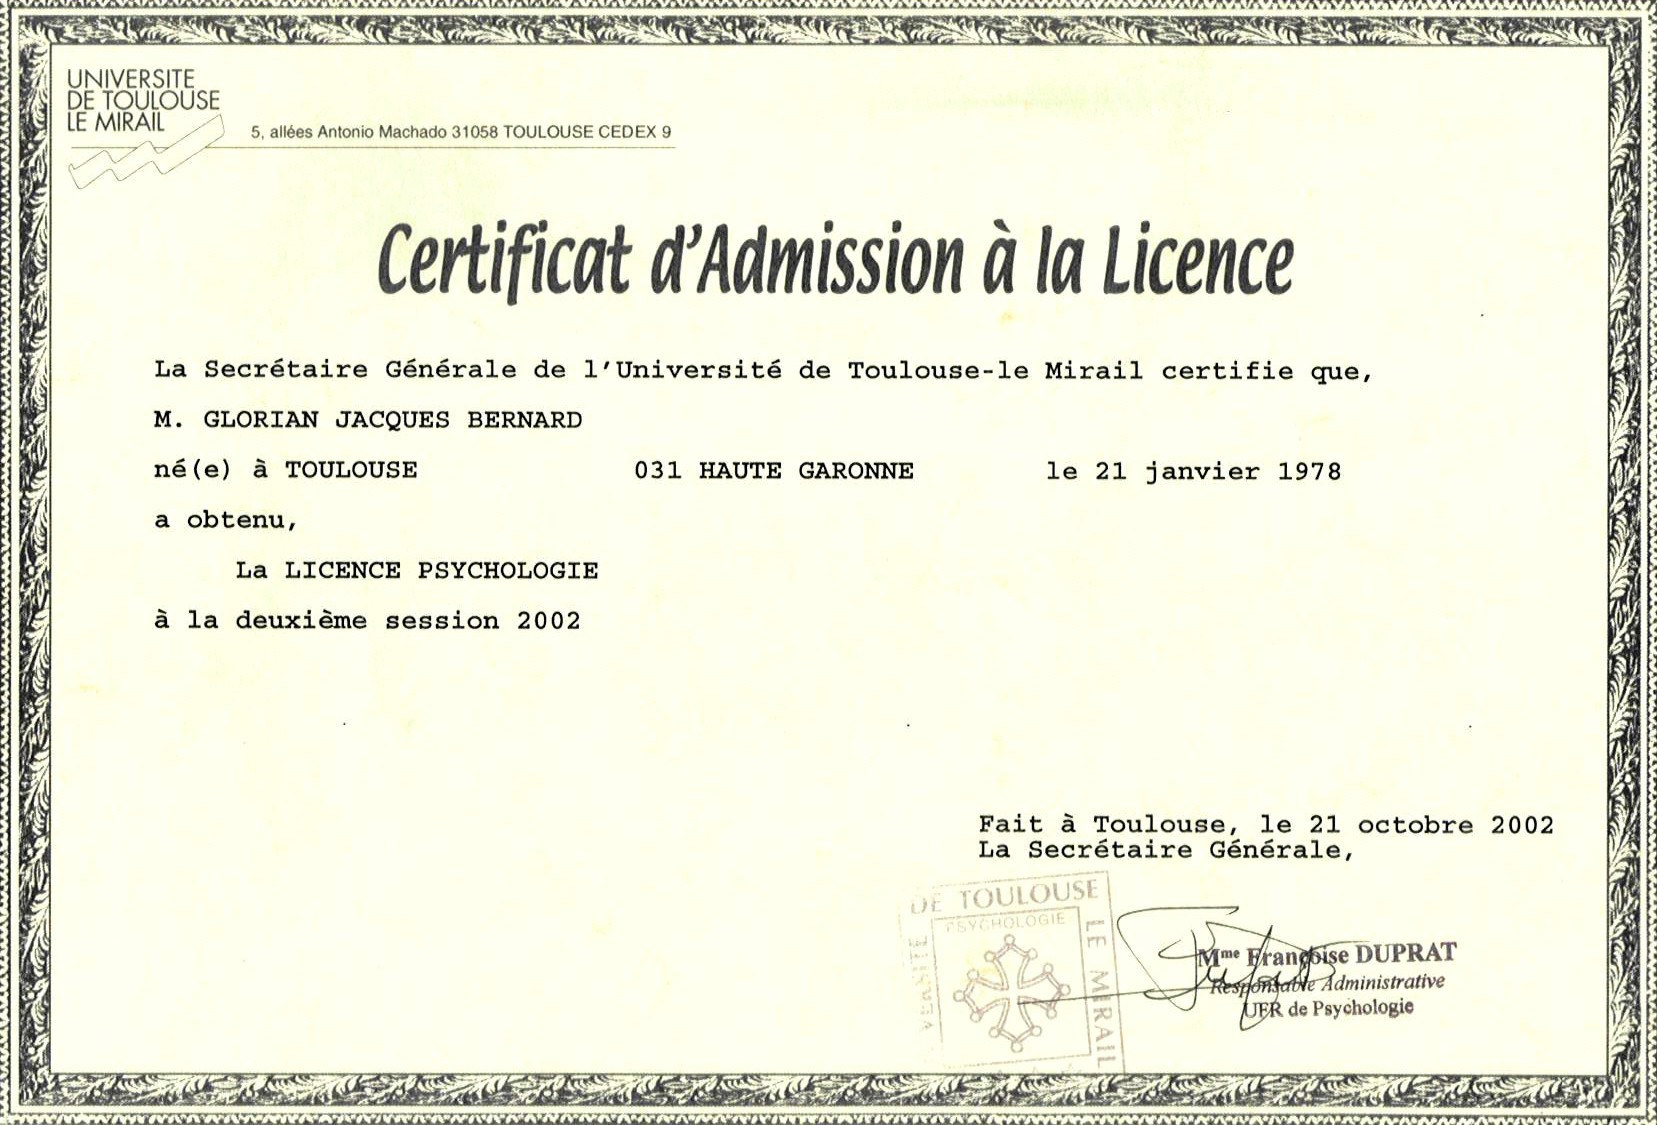 UNIVERSITE
DE TOULOUSE
LE MIRAIL
5, allées Antonio Machado 31058 TOULOUSE CEDEX 9
Certificat d'Admission à la Licence
La Secrétaire Générale de l'Université de Toulouse-le Mirail certifie que,
M. GLORIAN JACQUES BERNARD
né(e) à TOULOUSE 031 HAUTE GARONNE le 21 janvier 1978
a obtenu,
La LICENCE PSYCHOLOGIE
à la deuxième session 2002
Fait à Toulouse, le 21 octobre 2002
La Secrétaire Générale,
DE TOULOUSE
PSYCHOLOGIE
LE MIRAIL
Mme Françoise DUPRAT
Responsable Administrative
UFR de Psychologie